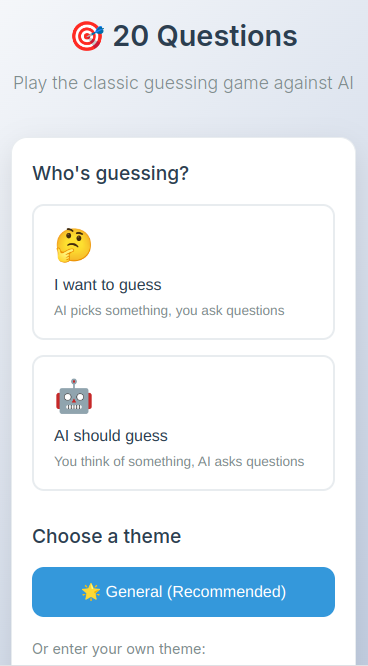 🎯 20 Questions
Play the classic guessing game against AI
Who's guessing?
🤔
I want to guess
AI picks something, you ask questions
🤖
AI should guess
You think of something, AI asks questions
Choose a theme
🌟 General (Recommended)
Or enter your own theme: